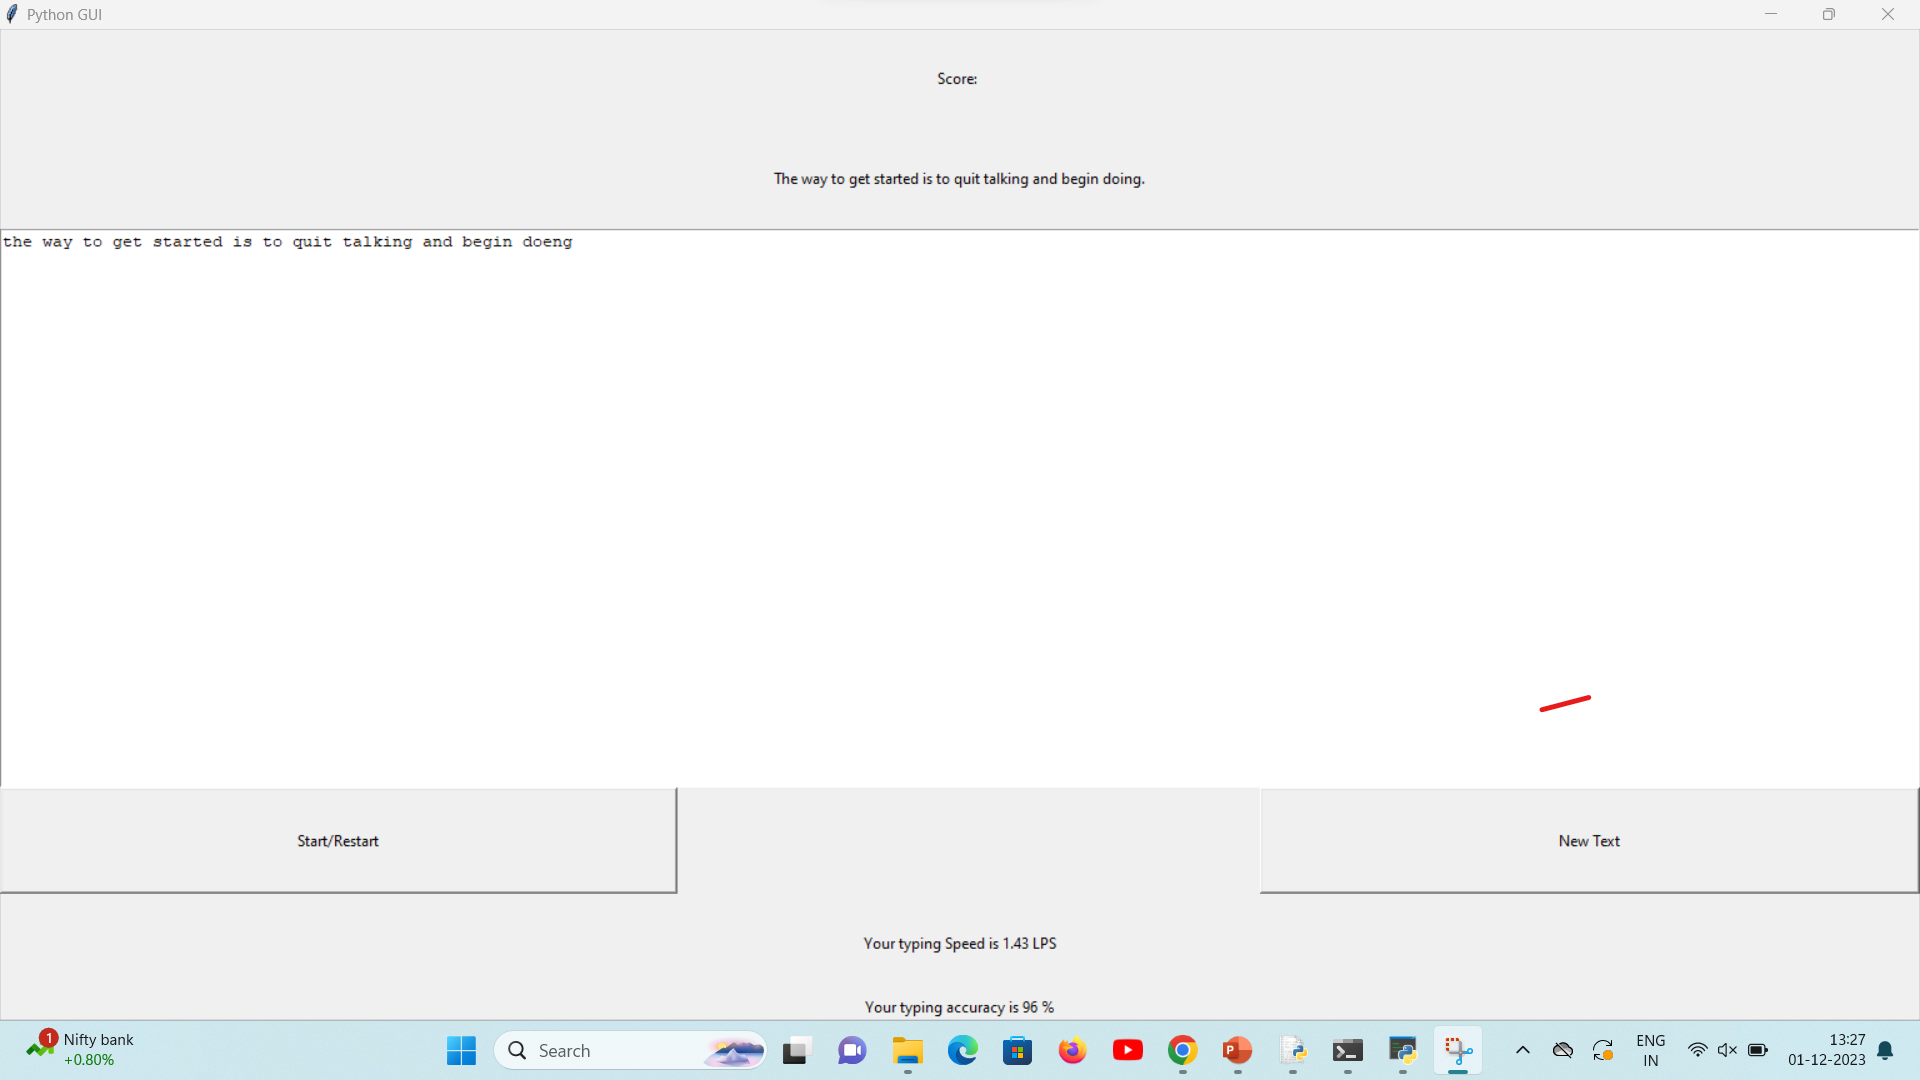 Python GUI
Score:
The way to get started is to quit talking and begin doing.
the way to get started is to quit talking and begin doeng
Start/Restart
New Text
Your typing Speed is 1.43 LPS
Your typing accuracy is 96 %
1
Nifty bank
+0.80%
Search
P
ENG
IN
13:27
01-12-2023